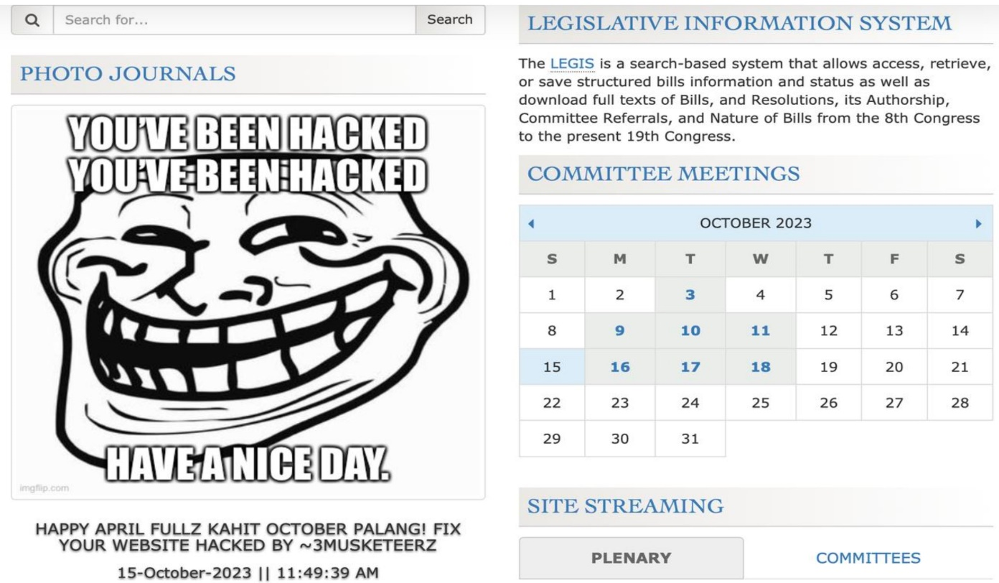 Search for...
Search
PHOTO JOURNALS
YOU'VE BEEN HACKED
YOU'VE BEEN HACKED
HAVE A NICE DAY.
imgflip.com
HAPPY APRIL FULLZ KAHIT OCTOBER PALANG! FIX
YOUR WEBSITE HACKED BY ~3MUSKETEERZ
15-October-2023 || 11:49:39 AM
LEGISLATIVE INFORMATION SYSTEM
The LEGIS is a search-based system that allows access, retrieve,
or save structured bills information and status as well as
download full texts of Bills, and Resolutions, its Authorship,
Committee Referrals, and Nature of Bills from the 8th Congress
to the present 19th Congress.
COMMITTEE MEETINGS
OCTOBER 2023
S M T W T F S
1 2 3 4 5 6 7
8 9 10 11 12 13 14
15 16 17 18 19 20 21
22 23 24 25 26 27 28
29 30 31
SITE STREAMING
PLENARY COMMITTEES